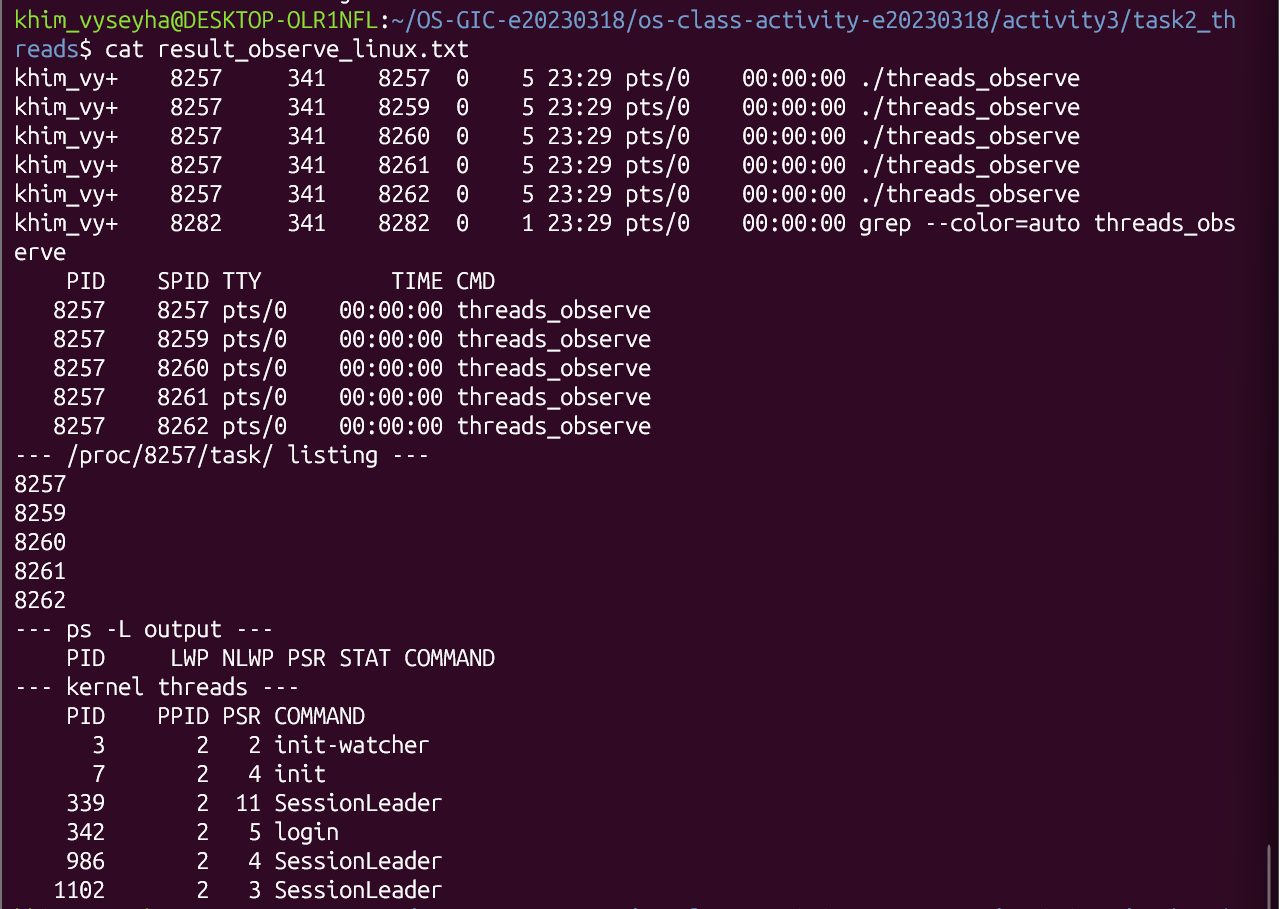 khim_vyseyha@DESKTOP-OLR1NFL:~/OS-GIC-e20230318/os-class-activity-e20230318/activity3/task2_th
reads$ cat result_observe_linux.txt
khim_vy+    8257     341    8257  0    5 23:29 pts/0    00:00:00 ./threads_observe
khim_vy+    8257     341    8259  0    5 23:29 pts/0    00:00:00 ./threads_observe
khim_vy+    8257     341    8260  0    5 23:29 pts/0    00:00:00 ./threads_observe
khim_vy+    8257     341    8261  0    5 23:29 pts/0    00:00:00 ./threads_observe
khim_vy+    8257     341    8262  0    5 23:29 pts/0    00:00:00 ./threads_observe
khim_vy+    8282     341    8282  0    1 23:29 pts/0    00:00:00 grep --color=auto threads_obs
erve
    PID    SPID TTY          TIME CMD
   8257    8257 pts/0    00:00:00 threads_observe
   8257    8259 pts/0    00:00:00 threads_observe
   8257    8260 pts/0    00:00:00 threads_observe
   8257    8261 pts/0    00:00:00 threads_observe
   8257    8262 pts/0    00:00:00 threads_observe
--- /proc/8257/task/ listing ---
8257
8259
8260
8261
8262
--- ps -L output ---
    PID     LWP NLWP PSR STAT COMMAND
--- kernel threads ---
    PID    PPID PSR COMMAND
      3       2   2 init-watcher
      7       2   4 init
    339       2  11 SessionLeader
    342       2   5 login
    986       2   4 SessionLeader
   1102       2   3 SessionLeader